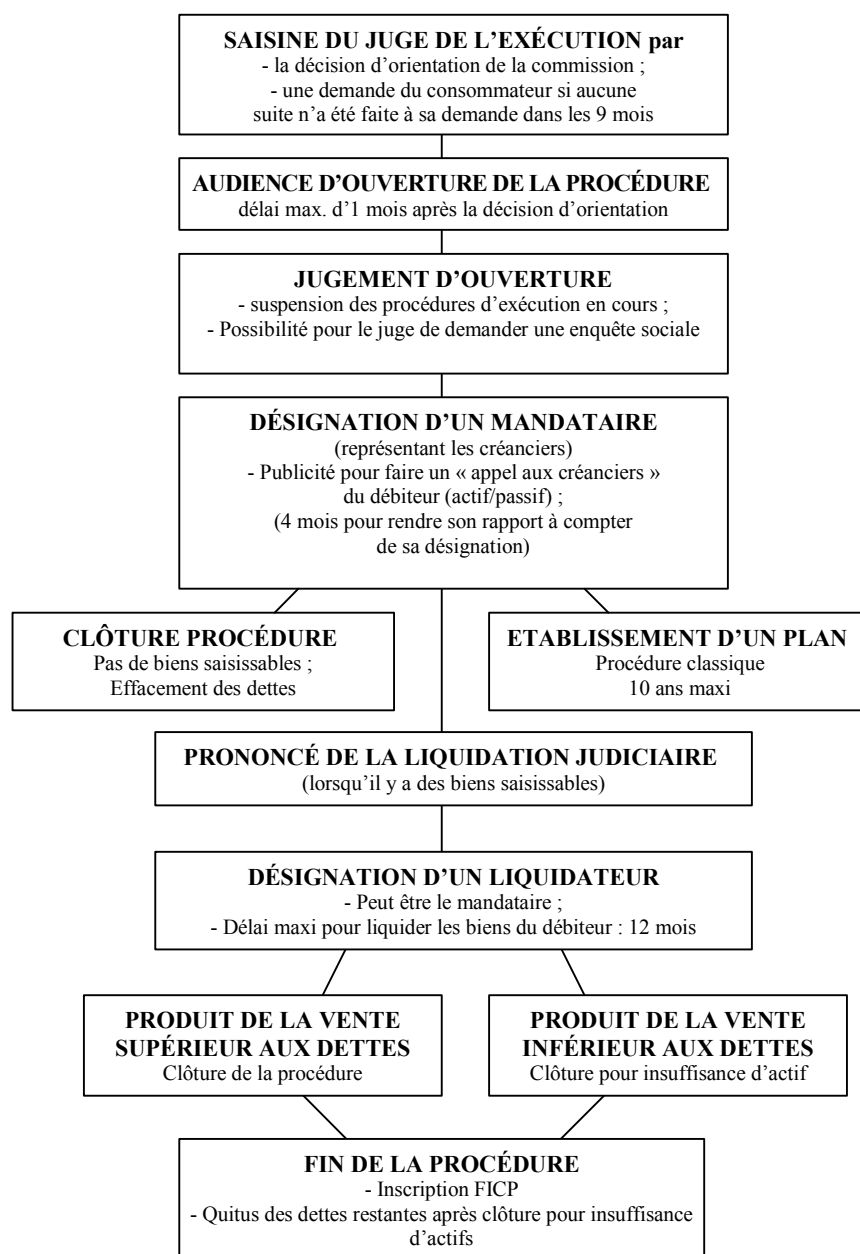 SAISINE DU JUGE DE L’EXÉCUTION par
- la décision d’orientation de la commission ;
- une demande du consommateur si aucune
suite n’a été faite à sa demande dans les 9 mois
AUDIENCE D’OUVERTURE DE LA PROCÉDURE
délai max. d’1 mois après la décision d’orientation
JUGEMENT D’OUVERTURE
- suspension des procédures d’exécution en cours ;
- Possibilité pour le juge de demander une enquête sociale
DÉSIGNATION D’UN MANDATAIRE
(représentant les créanciers)
- Publicité pour faire un « appel aux créanciers »
du débiteur (actif/passif) ;
(4 mois pour rendre son rapport à compter
de sa désignation)
CLÔTURE PROCÉDURE
Pas de biens saisissables ;
Effacement des dettes
ETABLISSEMENT D’UN PLAN
Procédure classique
10 ans maxi
PRONONCÉ DE LA LIQUIDATION JUDICIAIRE
(lorsqu’il y a des biens saisissables)
DÉSIGNATION D’UN LIQUIDATEUR
- Peut être le mandataire ;
- Délai maxi pour liquider les biens du débiteur : 12 mois
PRODUIT DE LA VENTE
SUPÉRIEUR AUX DETTES
Clôture de la procédure
PRODUIT DE LA VENTE
INFÉRIEUR AUX DETTES
Clôture pour insuffisance d’actif
FIN DE LA PROCÉDURE
- Inscription FICP
- Quitus des dettes restantes après clôture pour insuffisance
d’actifs